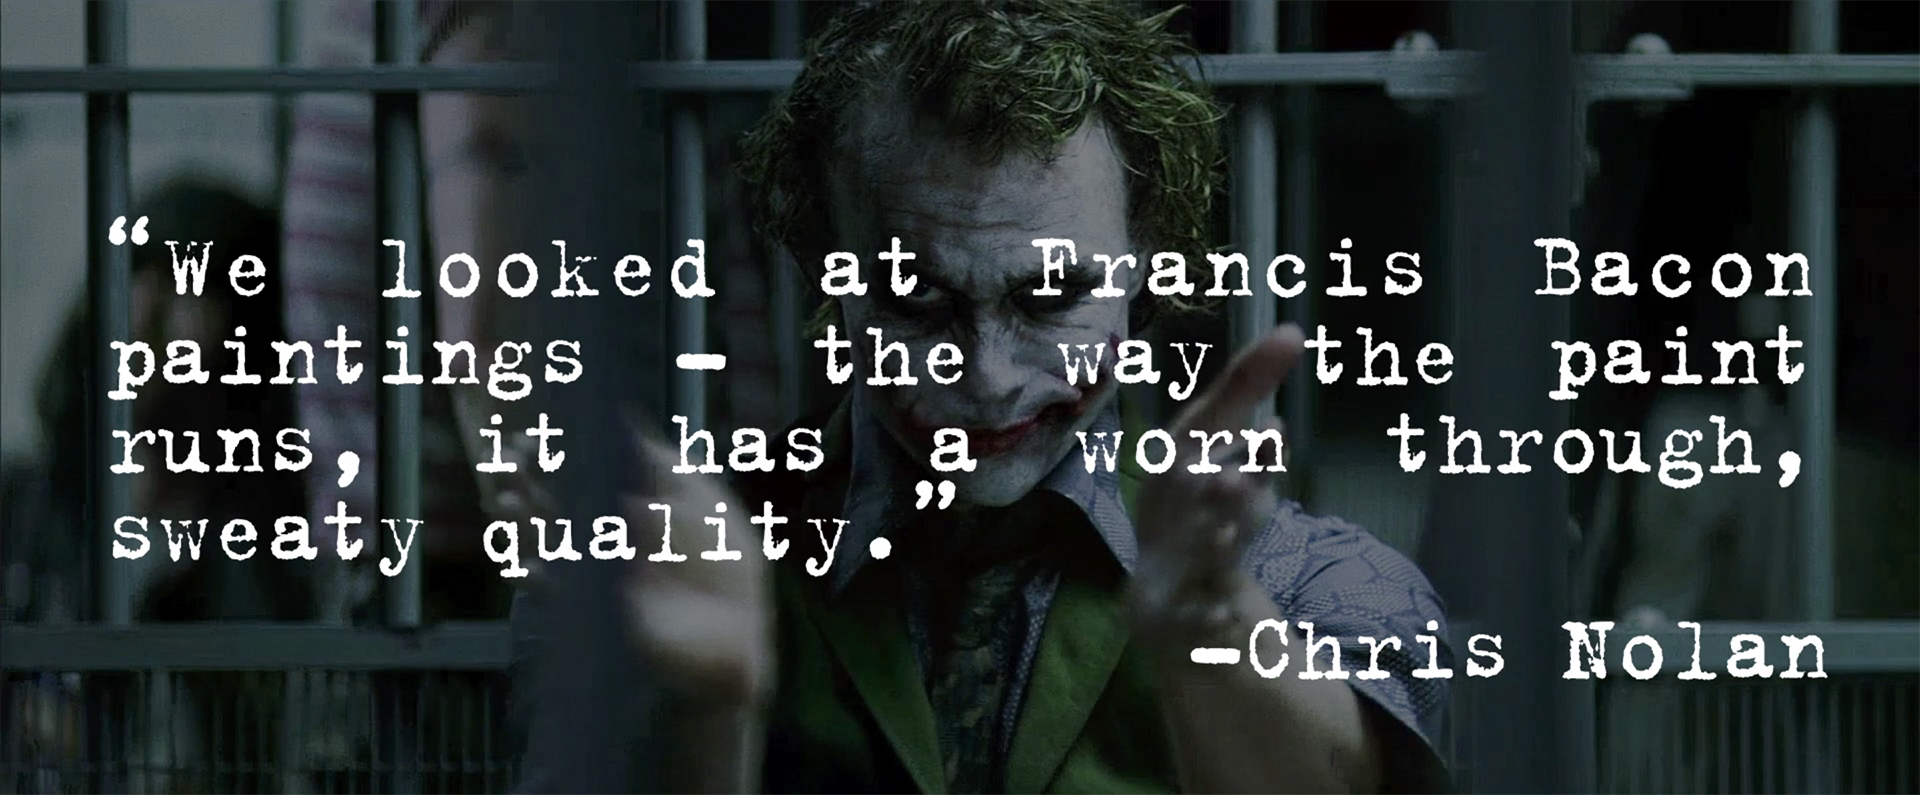 “We looked at Francis Bacon
paintings – the way the paint
runs, it has a worn through,
sweaty quality.”
–Chris Nolan